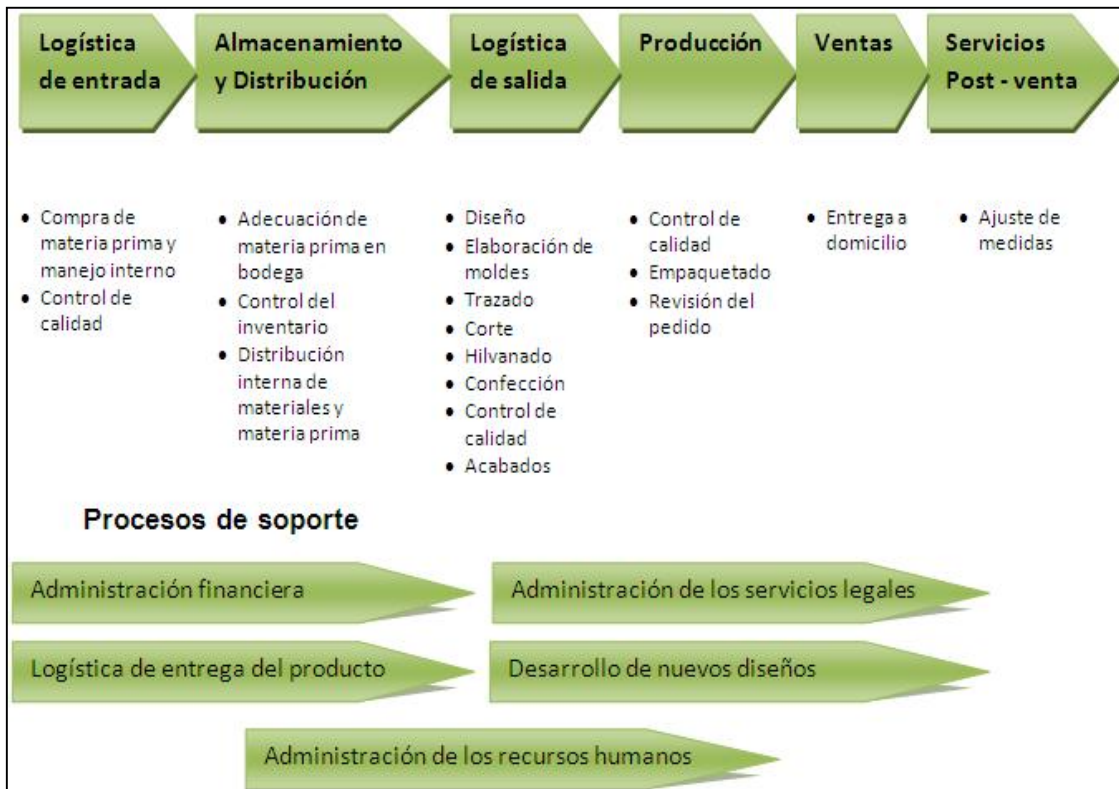 Logística
de entrada
Almacenamiento
y Distribución
Logística
de salida
Producción
Ventas
Servicios
Post - venta
• Compra de
materia prima y
manejo interno
• Control de
calidad
• Adecuación de
materia prima en
bodega
• Control del
inventario
• Distribución
interna de
materiales y
materia prima
• Diseño
• Elaboración de
moldes
• Trazado
• Corte
• Hilvanado
• Confección
• Control de
calidad
• Acabados
• Control de
calidad
• Empaquetado
• Revisión del
pedido
• Entrega a
domicilio
• Ajuste de
medidas
Procesos de soporte
Administración financiera
Administración de los servicios legales
Logística de entrega del producto
Desarrollo de nuevos diseños
Administración de los recursos humanos